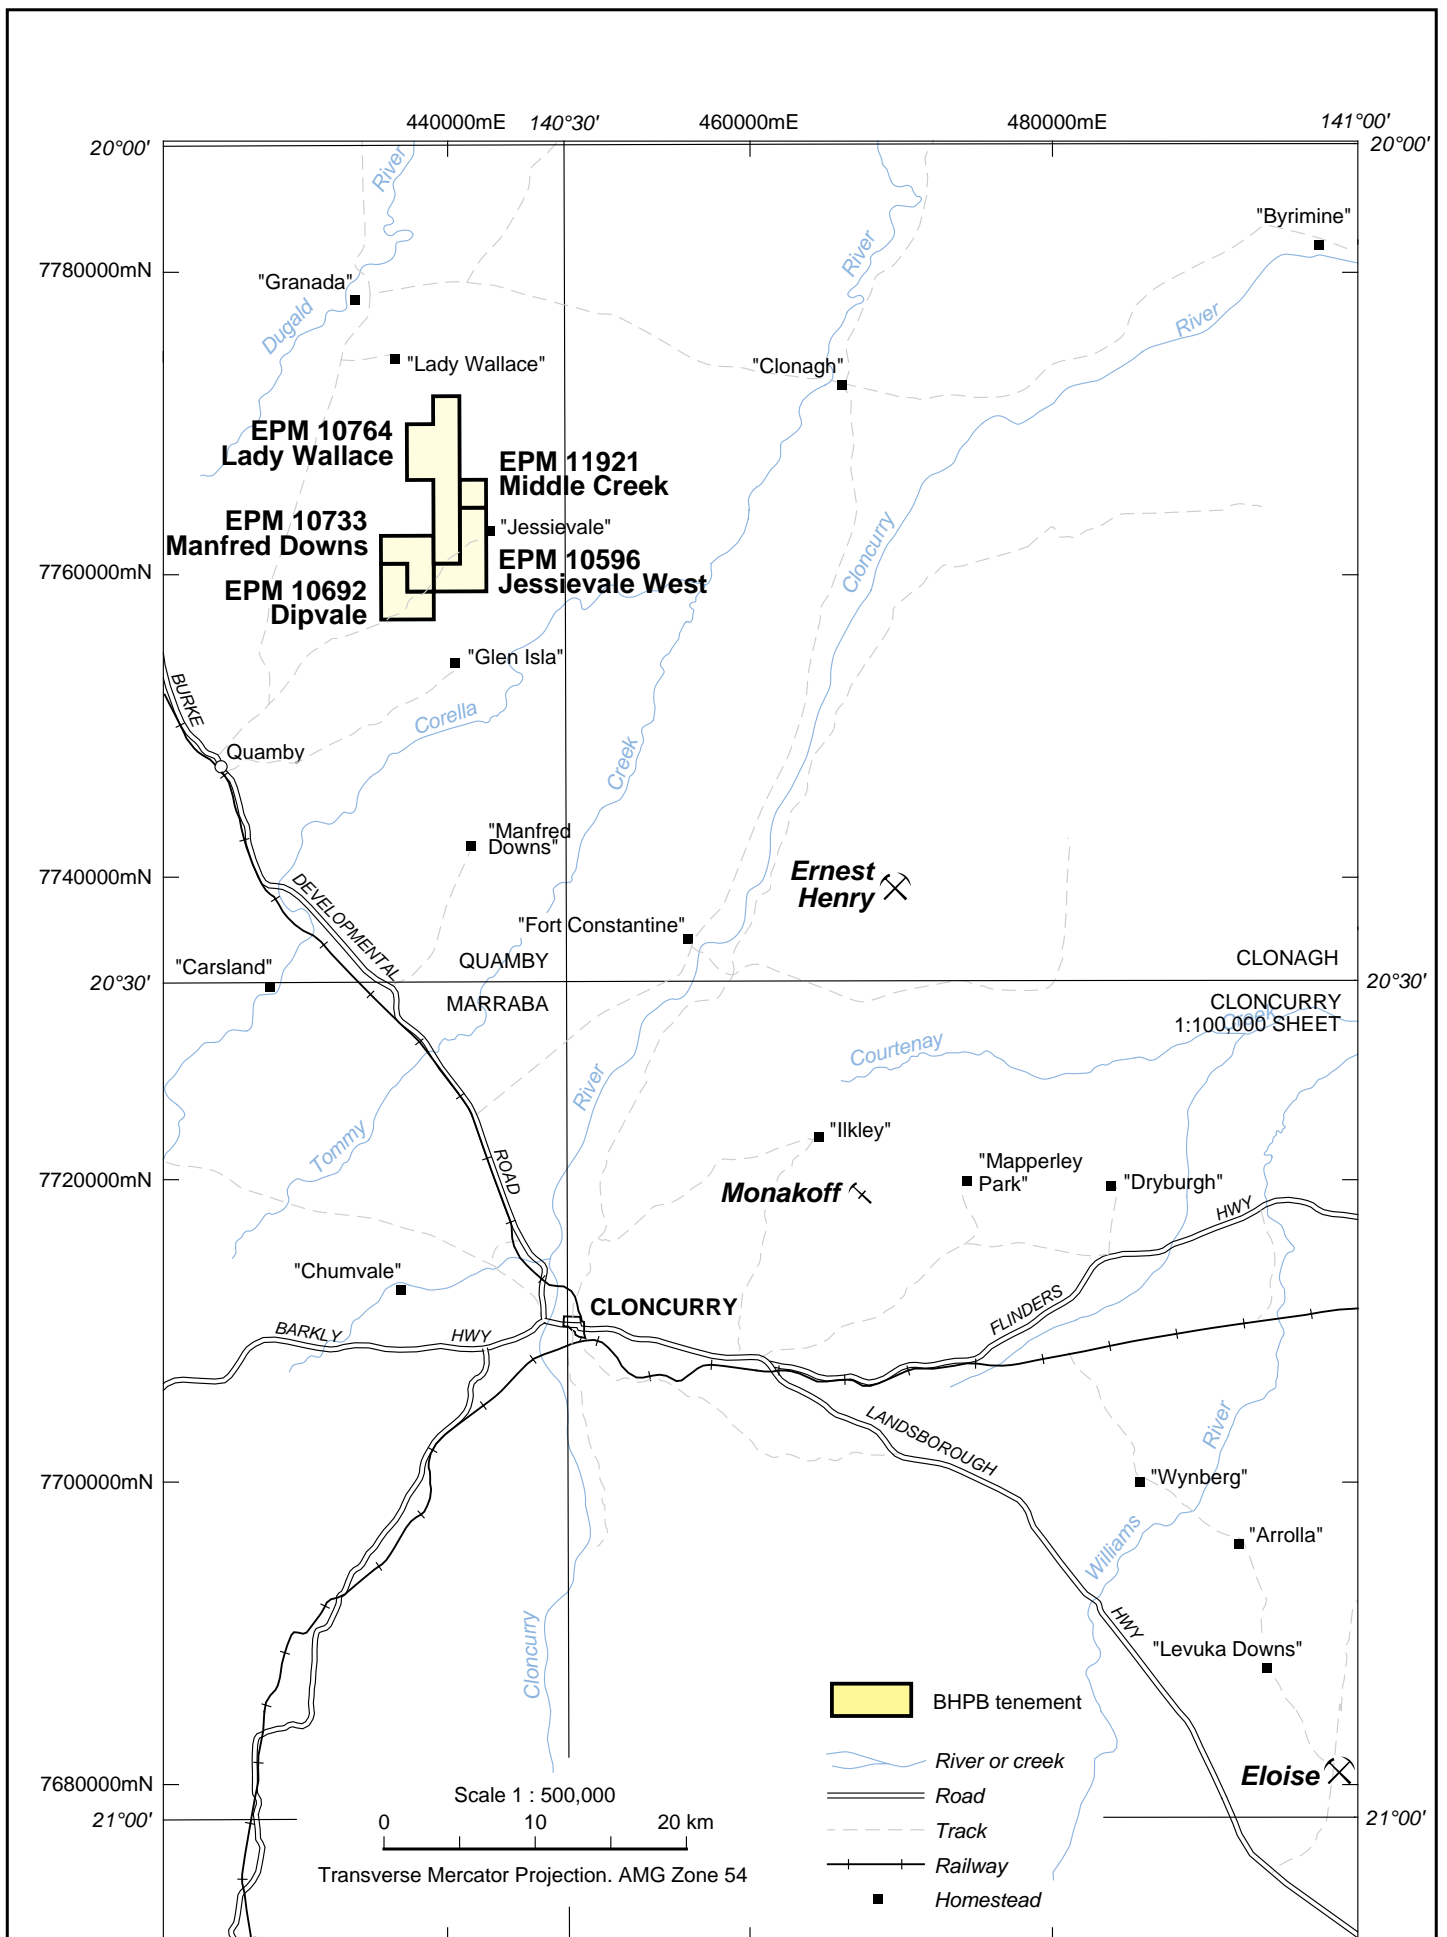 440000mE 140°30' 460000mE 480000mE 141°00'
20°00' 20°00'
River
"Byrimine"
River
7780000mN
"Granada"
Dugald
River
"Lady Wallace"
"Clonagh"
EPM 10764
Lady Wallace
EPM 11921
Middle Creek
EPM 10733
Manfred Downs
"Jessievale"
Cloncurry
EPM 10596
Jessievale West
7760000mN
EPM 10692
Dipvale
"Glen Isla"
BURKE
Corella
Quamby
Creek
"Manfred
Downs"
7740000mN
Ernest
Henry
DEVELOPMENTAL
"Fort Constantine"
"Carsland"
QUAMBY
CLONAGH
20°30' 20°30'
MARRABA
CLONCURRY
1:100,000 SHEET
Creek
Courtenay
River
Tommy
"Ilkley"
ROAD
"Mapperley
Park"
7720000mN
"Dryburgh"
Monakoff
HWY
"Chumvale"
FLINDERS
CLONCURRY
BARKLY HWY
LANDSBOROUGH
River
7700000mN
"Wynberg"
Williams
"Arrolla"
Cloncurry
HWY
"Levuka Downs"
BHPB tenement
River or creek
7680000mN
Eloise
Scale 1 : 500,000
Road
21°00' 21°00'
0 10 20 km
Track
Transverse Mercator Projection. AMG Zone 54
Railway
Homestead